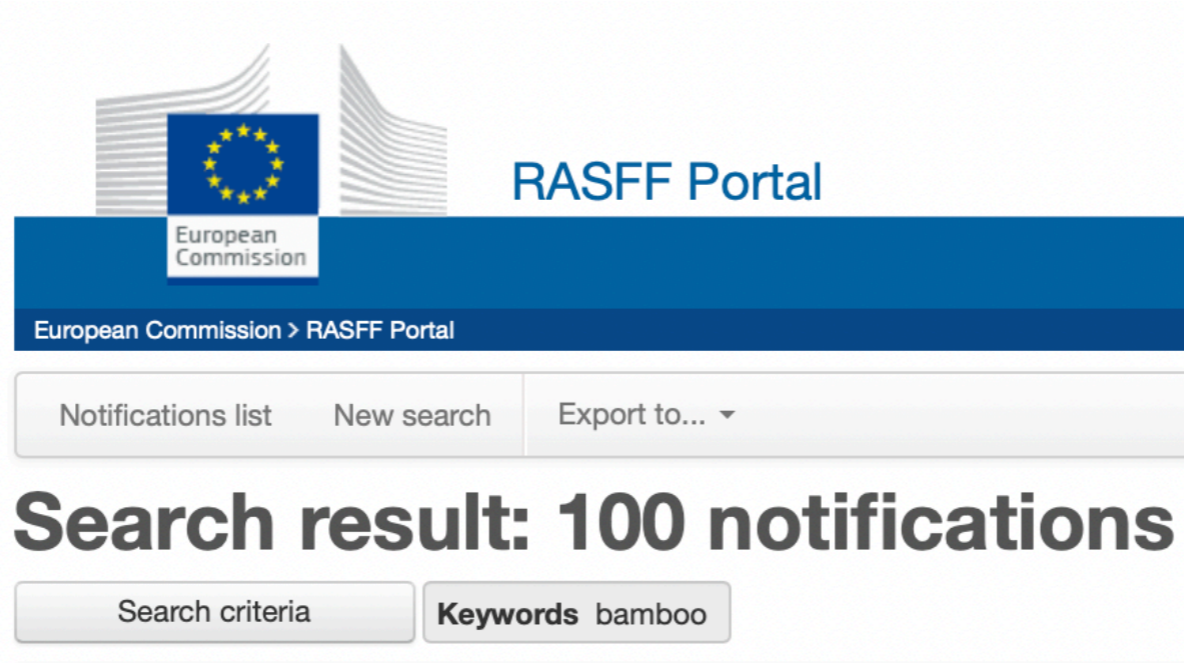 RASFF Portal
European
Commission
European Commission > RASFF Portal
Notifications list New search Export to...
Search result: 100 notifications
Search criteria Keywords bamboo